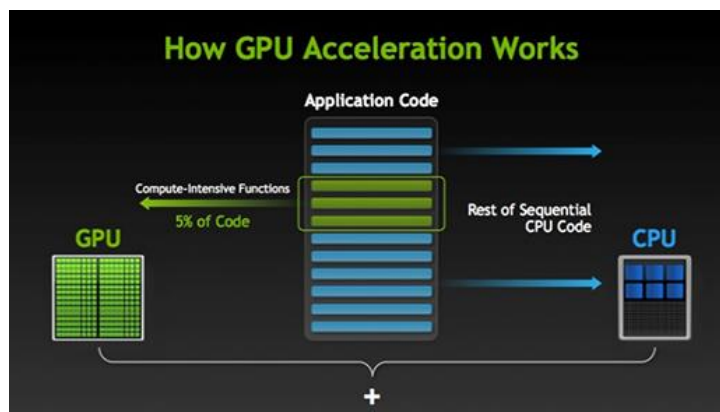 How GPU Acceleration Works
Application Code
Compute-Intensive Functions
5% of Code
GPU
Rest of Sequential
CPU Code
CPU
+